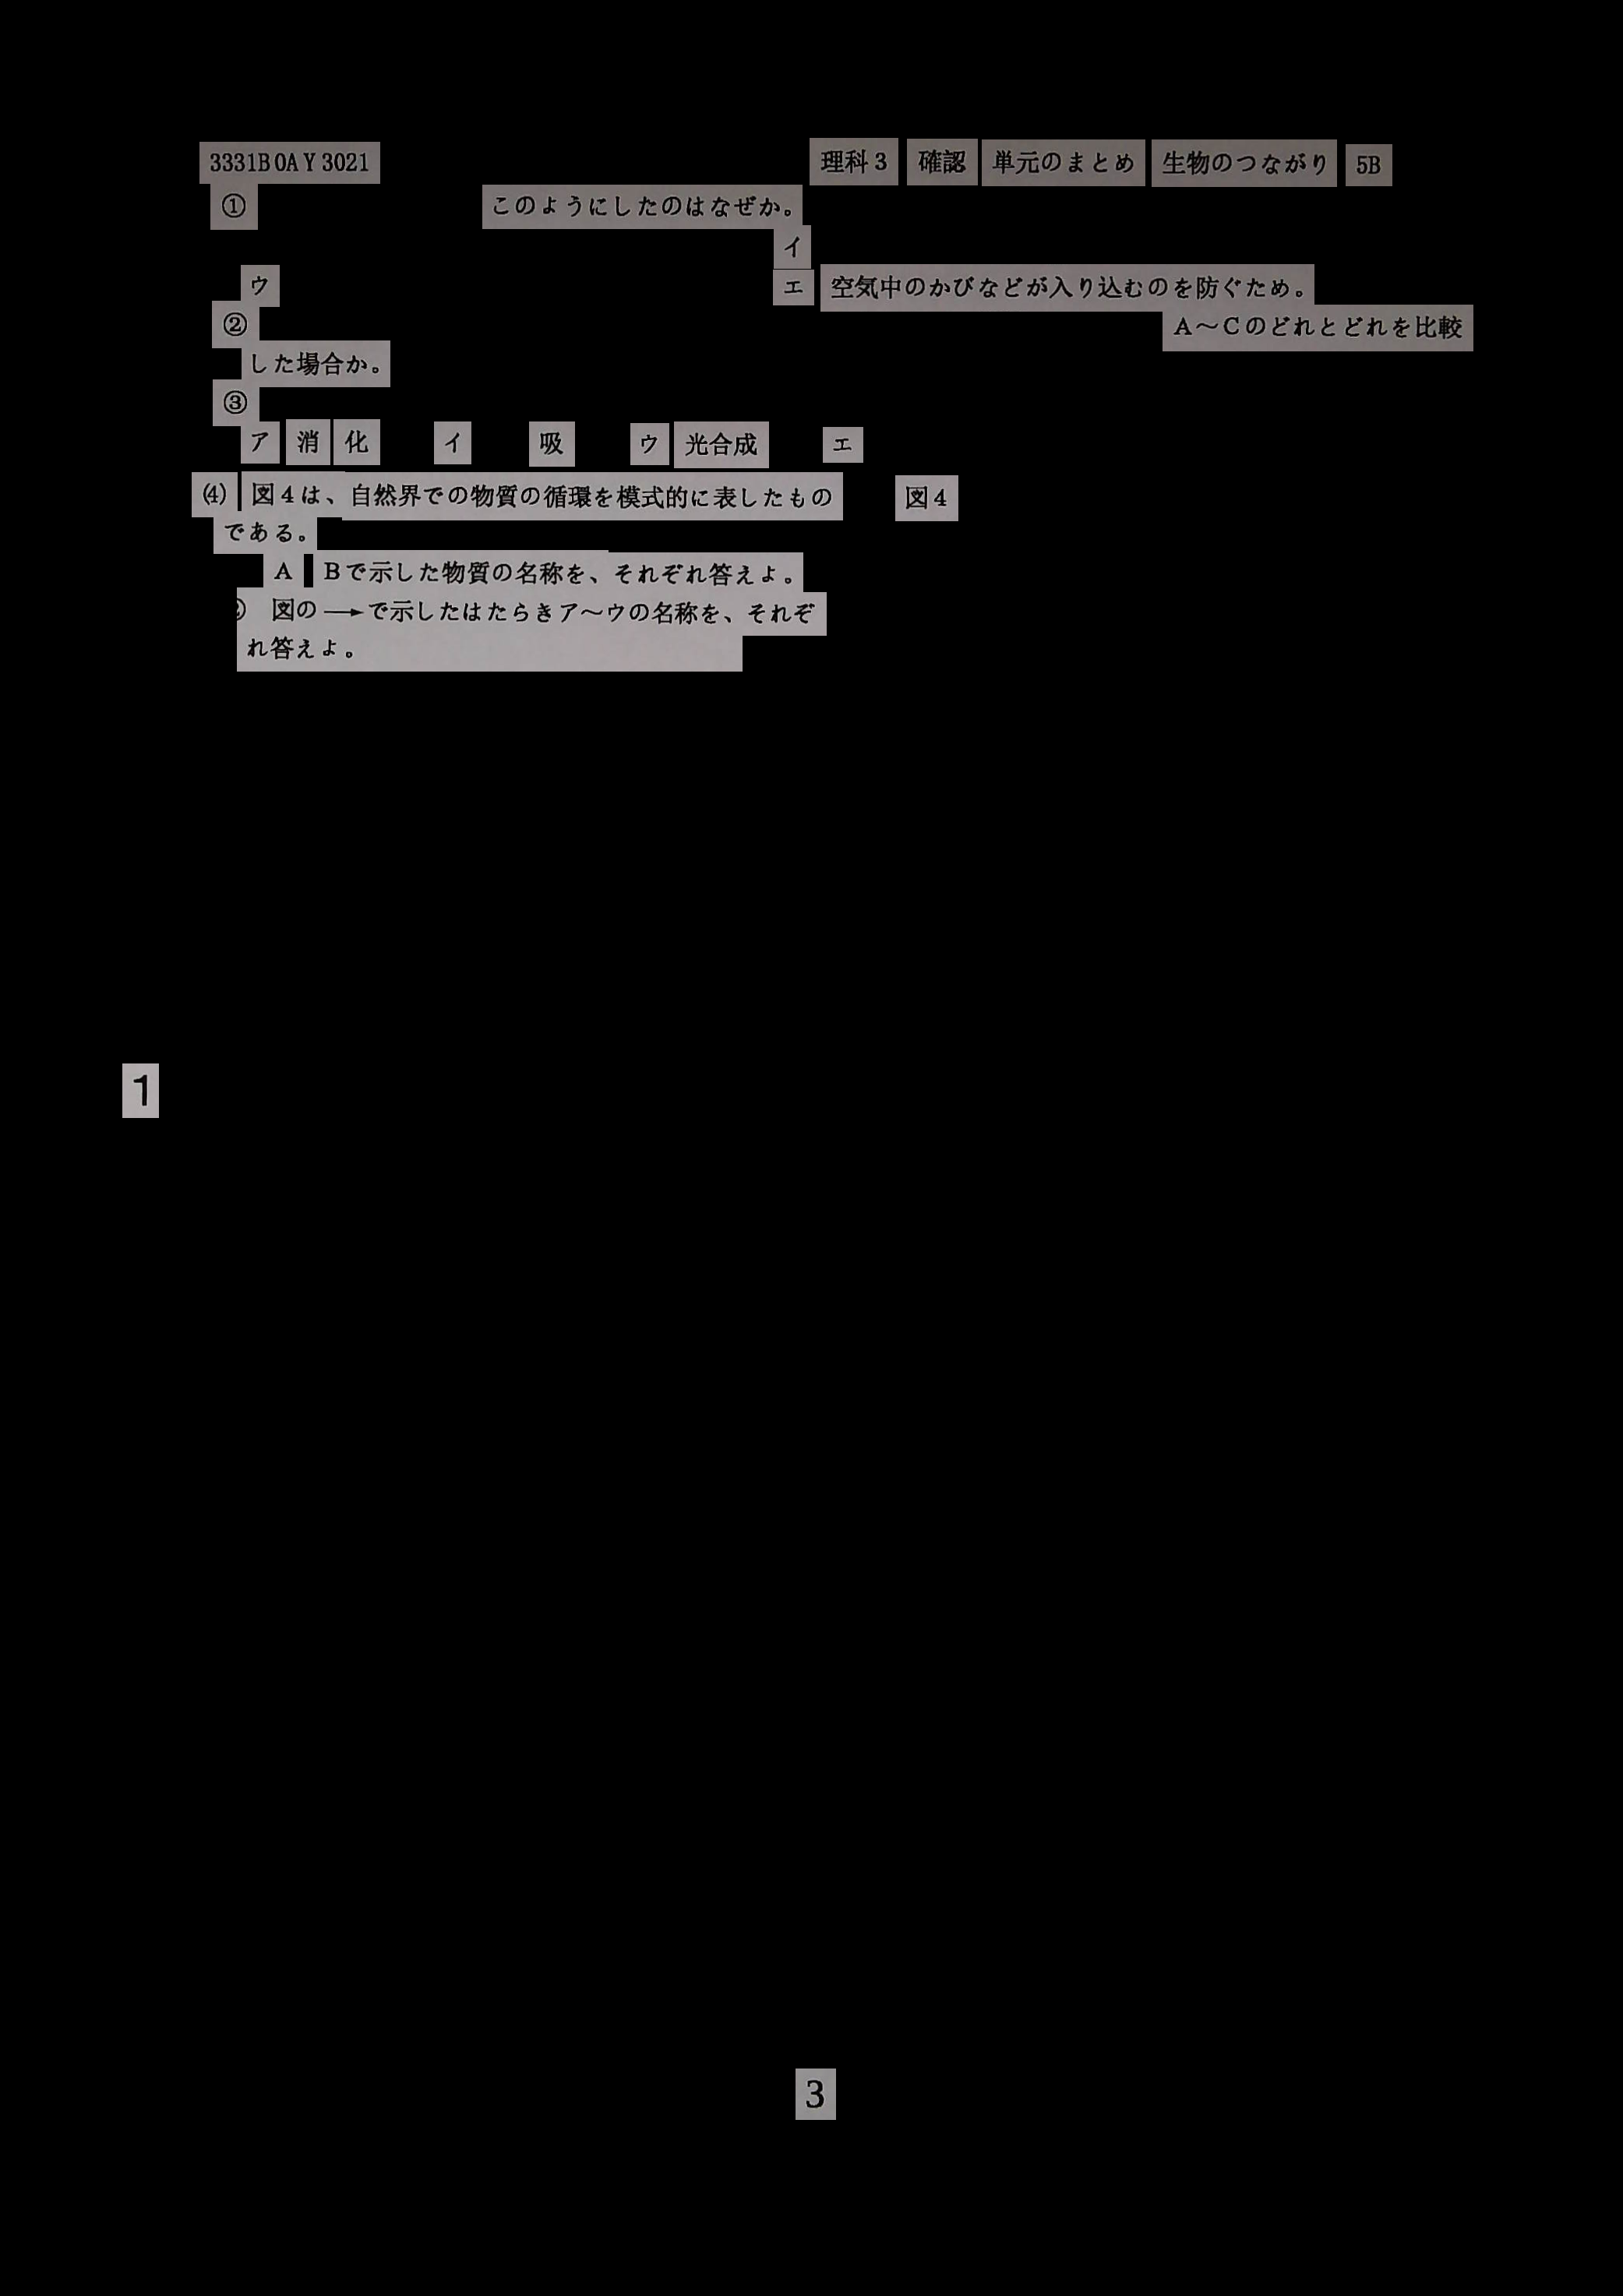 3331B0AY3021 理科3 確認 単元のまとめ 生物のつながり 5B
① このようにしたのはなぜか。
イ
ウ エ 空気中のかびなどが入り込むのを防ぐため。
② A～Cのどれとどれを比較
した場合か。
③
ア 消化 イ 吸 ウ 光合成 エ
(4) 図4は、自然界での物質の循環を模式的に表したもの 図4
である。
A Bで示した物質の名称を、それぞれ答えよ。
図の→で示したはたらきア～ウの名称を、それぞ
れ答えよ。
1
3